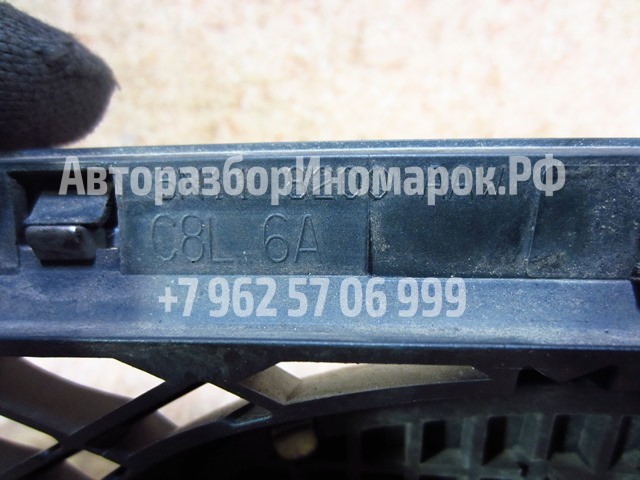 АвторазборИномарок.РФ
C8L 6A
+7 962 57 06 999